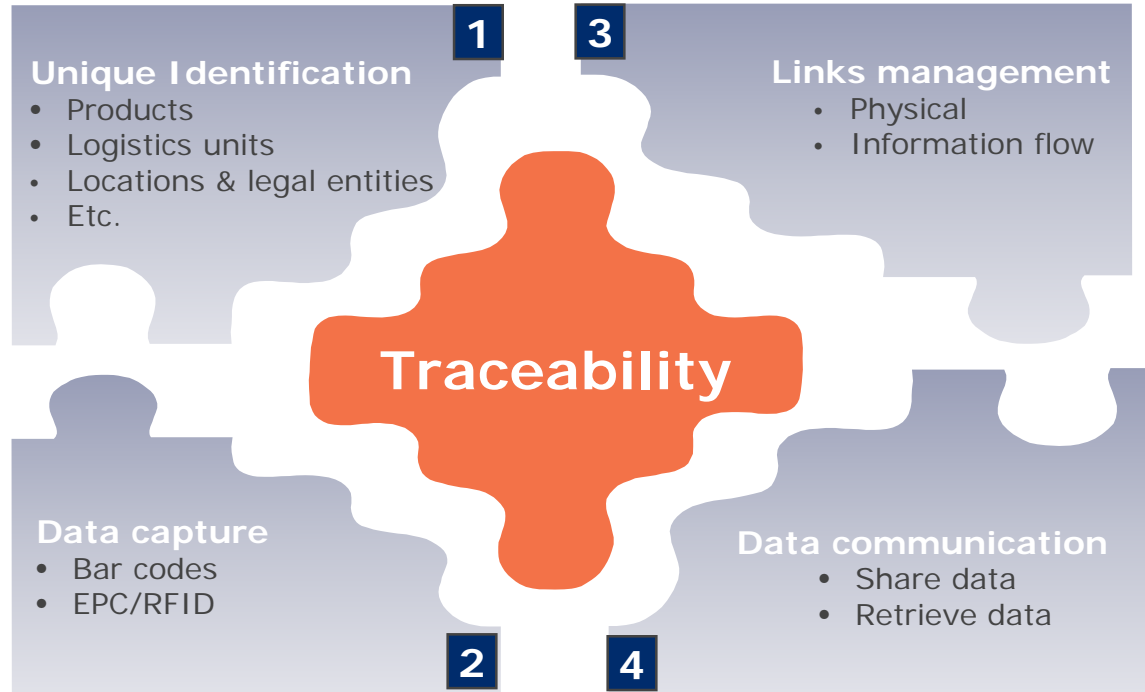 1
Unique Identification
• Products
• Logistics units
• Locations & legal entities
• Etc.
2
Data capture
• Bar codes
• EPC/RFID
3
Links management
• Physical
• Information flow
4
Data communication
• Share data
• Retrieve data
Traceability